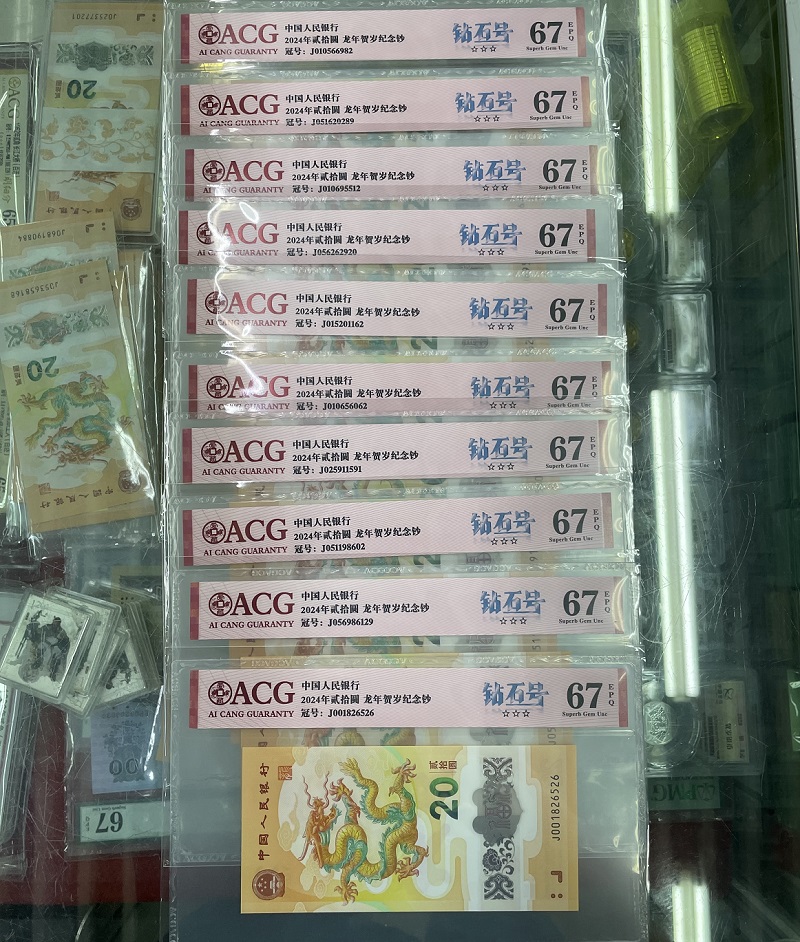 ACG
AI CANG GUARANTY
中国人民银行
2024年贰拾圆 龙年贺岁纪念钞
冠号：J010566982
钻石号
☆☆☆
67
EPQ
Superb Gem Unc
ACG
AI CANG GUARANTY
中国人民银行
2024年贰拾圆 龙年贺岁纪念钞
冠号：J051620289
钻石号
☆☆☆
67
EPQ
Superb Gem Unc
ACG
AI CANG GUARANTY
中国人民银行
2024年贰拾圆 龙年贺岁纪念钞
冠号：J010695512
钻石号
☆☆☆
67
EPQ
Superb Gem Unc
ACG
AI CANG GUARANTY
中国人民银行
2024年贰拾圆 龙年贺岁纪念钞
冠号：J056262920
钻石号
☆☆☆
67
EPQ
Superb Gem Unc
ACG
AI CANG GUARANTY
中国人民银行
2024年贰拾圆 龙年贺岁纪念钞
冠号：J015201162
钻石号
☆☆☆
67
EPQ
Superb Gem Unc
ACG
AI CANG GUARANTY
中国人民银行
2024年贰拾圆 龙年贺岁纪念钞
冠号：J010656062
钻石号
☆☆☆
67
EPQ
Superb Gem Unc
ACG
AI CANG GUARANTY
中国人民银行
2024年贰拾圆 龙年贺岁纪念钞
冠号：J025911591
钻石号
☆☆☆
67
EPQ
Superb Gem Unc
ACG
AI CANG GUARANTY
中国人民银行
2024年贰拾圆 龙年贺岁纪念钞
冠号：J051198602
钻石号
☆☆☆
67
EPQ
Superb Gem Unc
ACG
AI CANG GUARANTY
中国人民银行
2024年贰拾圆 龙年贺岁纪念钞
冠号：J056986129
钻石号
☆☆☆
67
EPQ
Superb Gem Unc
ACG
AI CANG GUARANTY
中国人民银行
2024年贰拾圆 龙年贺岁纪念钞
冠号：J001826526
钻石号
☆☆☆
67
EPQ
Superb Gem Unc
中国人民银行
20
贰拾圆
J001826526
J025377201
20
J068190884
J053658168
20
中国人民银行
67